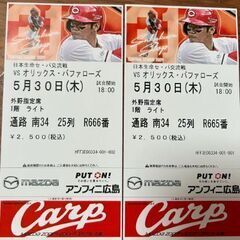 日本生命セ・パ交流戦
VS オリックス・バファローズ
5月30日(木) 試合開始 18:00
外野指定席
1階 ライト
通路 南34 25列 R666番
¥2,500(税込)
HFT3E00334-001-002
mazda
PUT ON!
アンフィニ広島
Carp
日本生命セ・パ交流戦
VS オリックス・バファローズ
5月30日(木) 試合開始 18:00
外野指定席
1階 ライト
通路 南34 25列 R665番
¥2,500(税込)
HFT3E00334-001-001
mazda
PUT ON!
アンフィニ広島
Carp